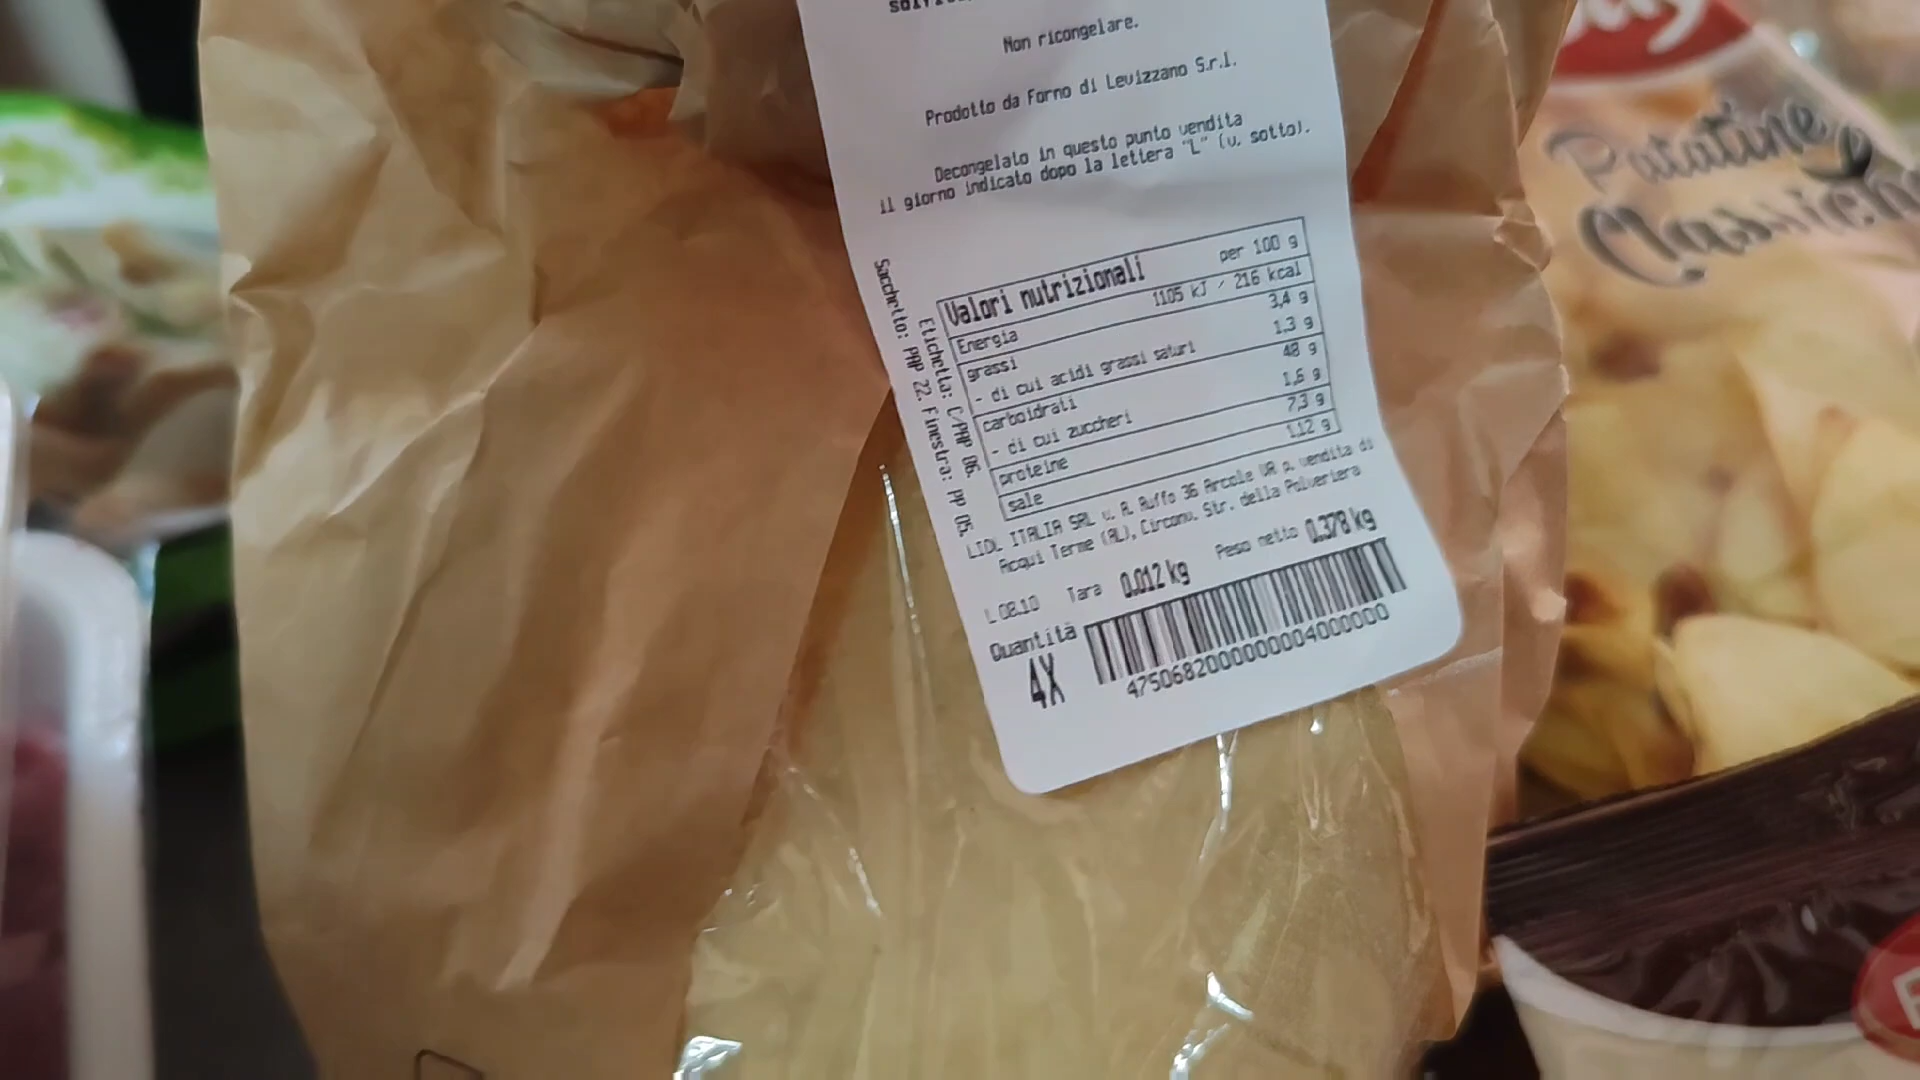 Non ricongelare.
Prodotto da Forno di Levizzano S.r.l.
Decongelato in questo punto vendita
il giorno indicato dopo la lettera "L" (v. sotto).
Valori nutrizionali per 100 g
Energia 1105 kJ / 216 kcal
grassi 3,4 g
- di cui acidi grassi saturi 1,3 g
carboidrati 48 g
- di cui zuccheri 1,6 g
proteine 7,3 g
sale 1,12 g
Etichetta: C/PAP 06.
Sacchetto: PAP 22. Finestra: PP 05
LIDL ITALIA SRL v. A. Ruffo 36 Arcole VR p. vendita di
Acqui Terme (AL), Circonv. Str. della Polveriera
L 08.10 Tara 0.012 kg Peso netto 0.378 kg
Quantità
4X
4750682000000004000000
Patatine